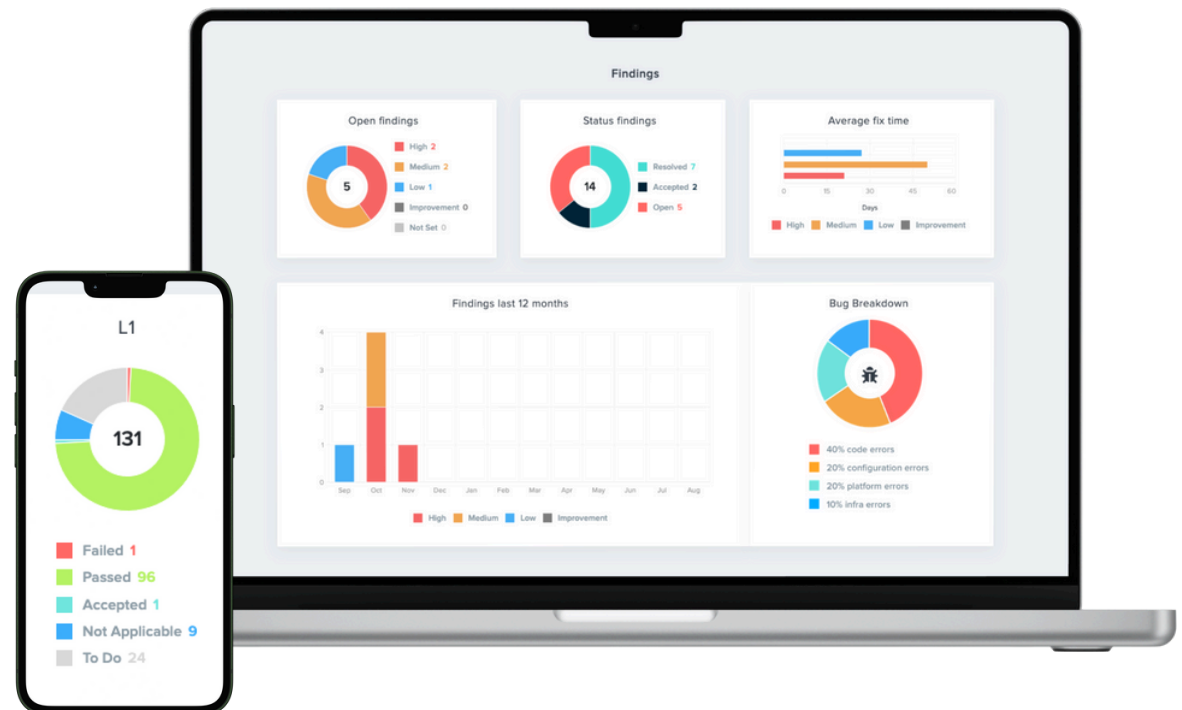 Findings
Open findings
5
High 2
Medium 2
Low 1
Improvement 0
Not Set 0
Status findings
14
Resolved 7
Accepted 2
Open 5
Average fix time
0 15 30 45 60
Days
High Medium Low Improvement
Findings last 12 months
4
3
2
1
0
Sep Oct Nov Dec Jan Feb Mar Apr May Jun Jul Aug
High Medium Low Improvement
Bug Breakdown
40% code errors
20% configuration errors
20% platform errors
10% infra errors
L1
131
Failed 1
Passed 96
Accepted 1
Not Applicable 9
To Do 24